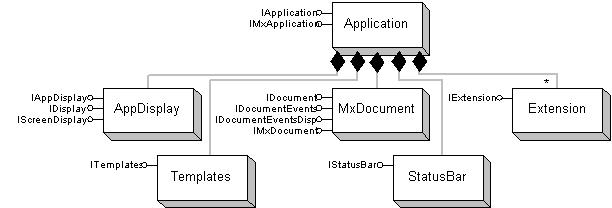 IApplication
IMxApplication
Application
*
IAppDisplay
IDisplay
IScreenDisplay
AppDisplay
IDocument
IDocumentEvents
IDocumentEventsDisp
IMxDocument
MxDocument
IExtension
Extension
ITemplates
Templates
IStatusBar
StatusBar